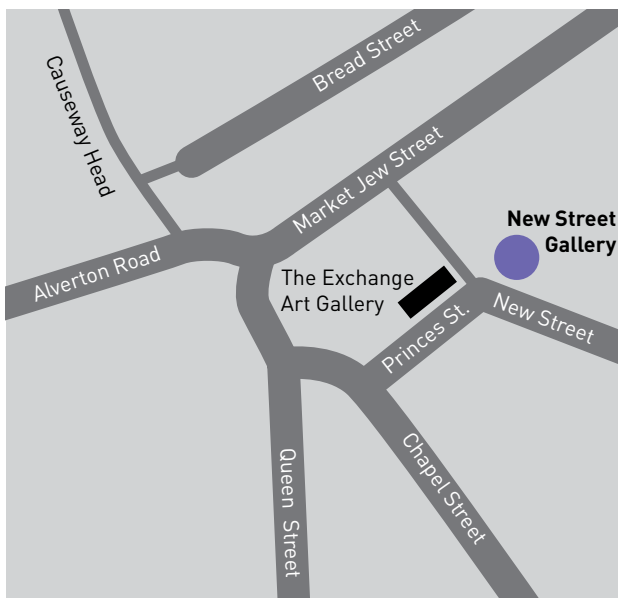 Bread Street
Causeway Head
Market Jew Street
New Street
Gallery
Alverton Road
The Exchange
Art Gallery
Princes St.
New Street
Chapel Street
Queen Street